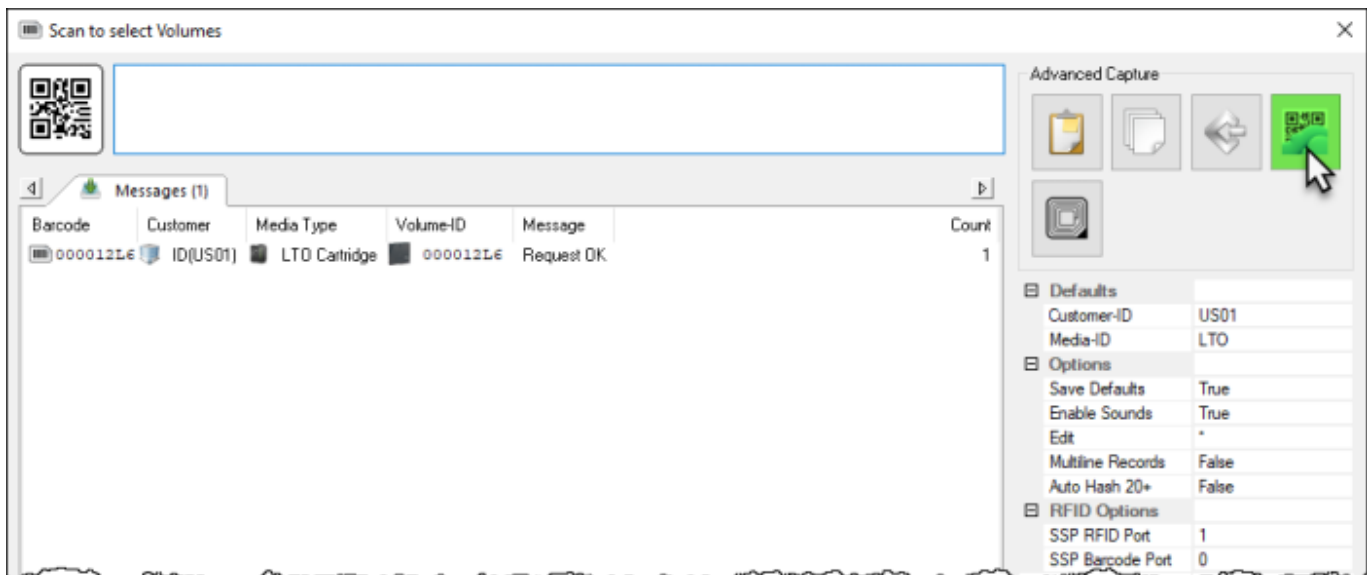 Scan to select Volumes
Advanced Capture
Messages (1)
Barcode Customer Media Type Volume-ID Message Count
000012L6 ID(US01) LTO Cartridge 000012L6 Request OK 1
Defaults
Customer-ID US01
Media-ID LTO
Options
Save Defaults True
Enable Sounds True
Edit *
Multiline Records False
Auto Hash 20+ False
RFID Options
SSP RFID Port 1
SSP Barcode Port 0